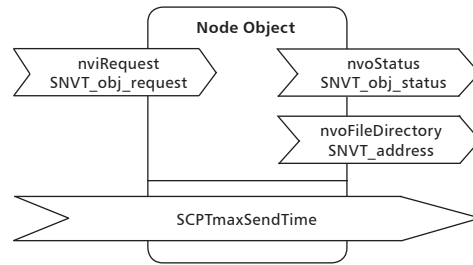 Node Object
nviRequest
SNVT_obj_request
nvoStatus
SNVT_obj_status
nvoFileDirectory
SNVT_address
SCPTmaxSendTime